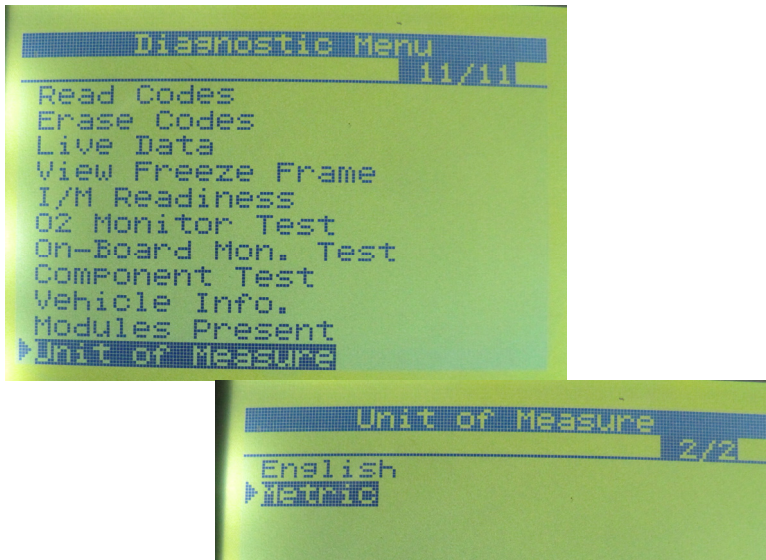 Diagnostic Menu
11/11
Read Codes
Erase Codes
Live Data
View Freeze Frame
I/M Readiness
O2 Monitor Test
On-Board Mon. Test
Component Test
Vehicle Info.
Modules Present
Unit of Measure
Unit of Measure
2/2
English
Metric